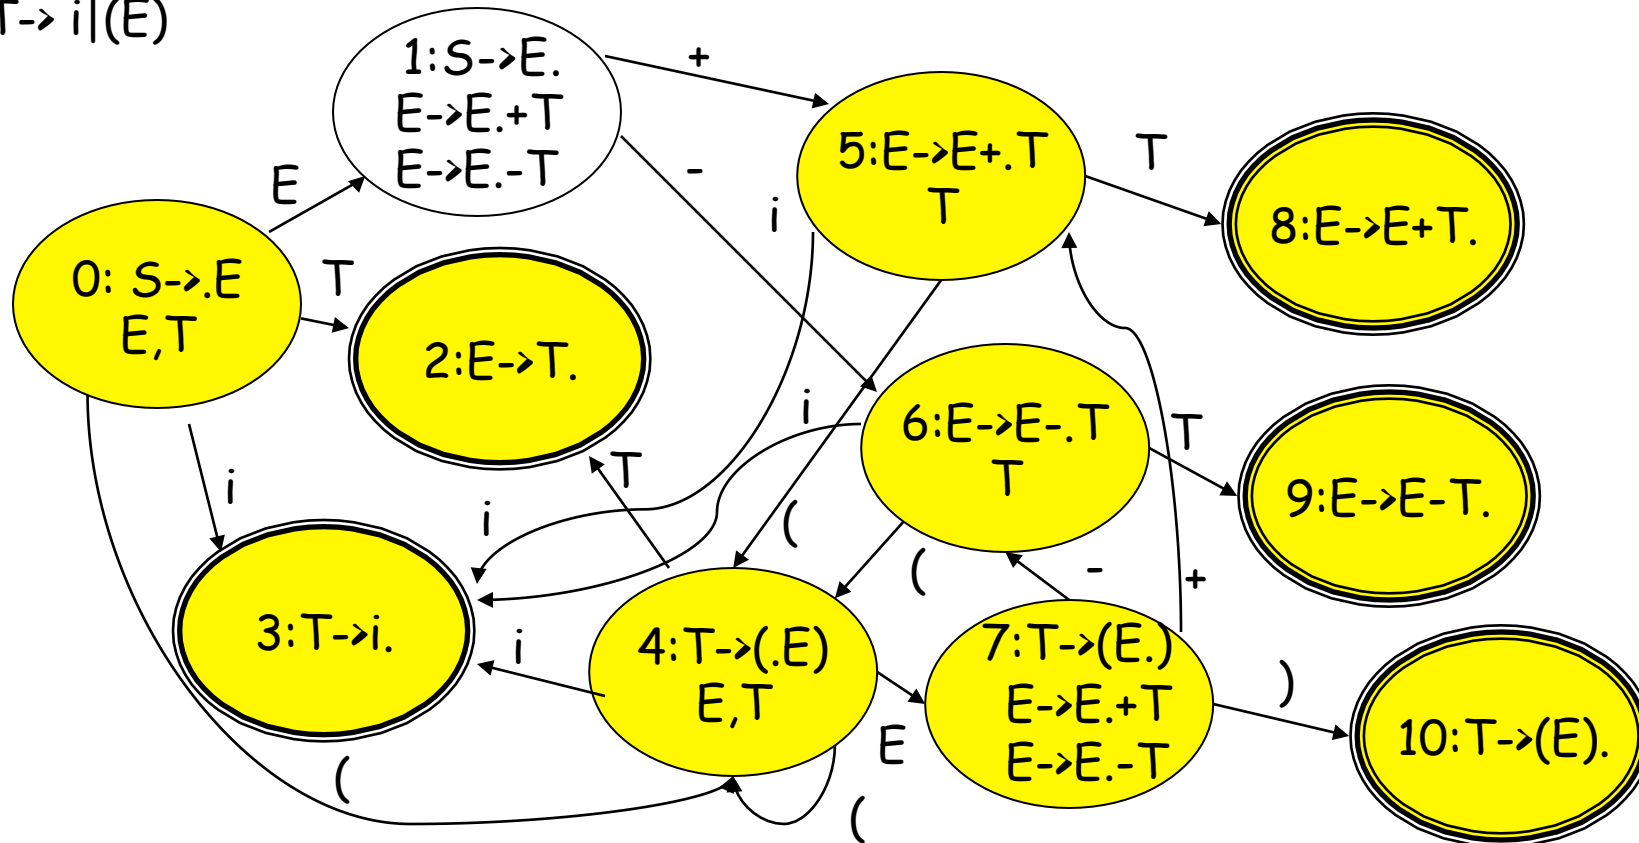 T-> i|(E)
1:S->E.
E->E.+T
E->E.-T
+
5:E->E+.T
T
T
8:E->E+T.
E
-
i
0: S->.E
E,T
T
2:E->T.
i
6:E->E-.T
T
T
9:E->E-T.
T
i
i
(
(
-
+
3:T->i.
i
4:T->(.E)
E,T
7:T->(E.)
E->E.+T
E->E.-T
)
10:T->(E).
E
(
(